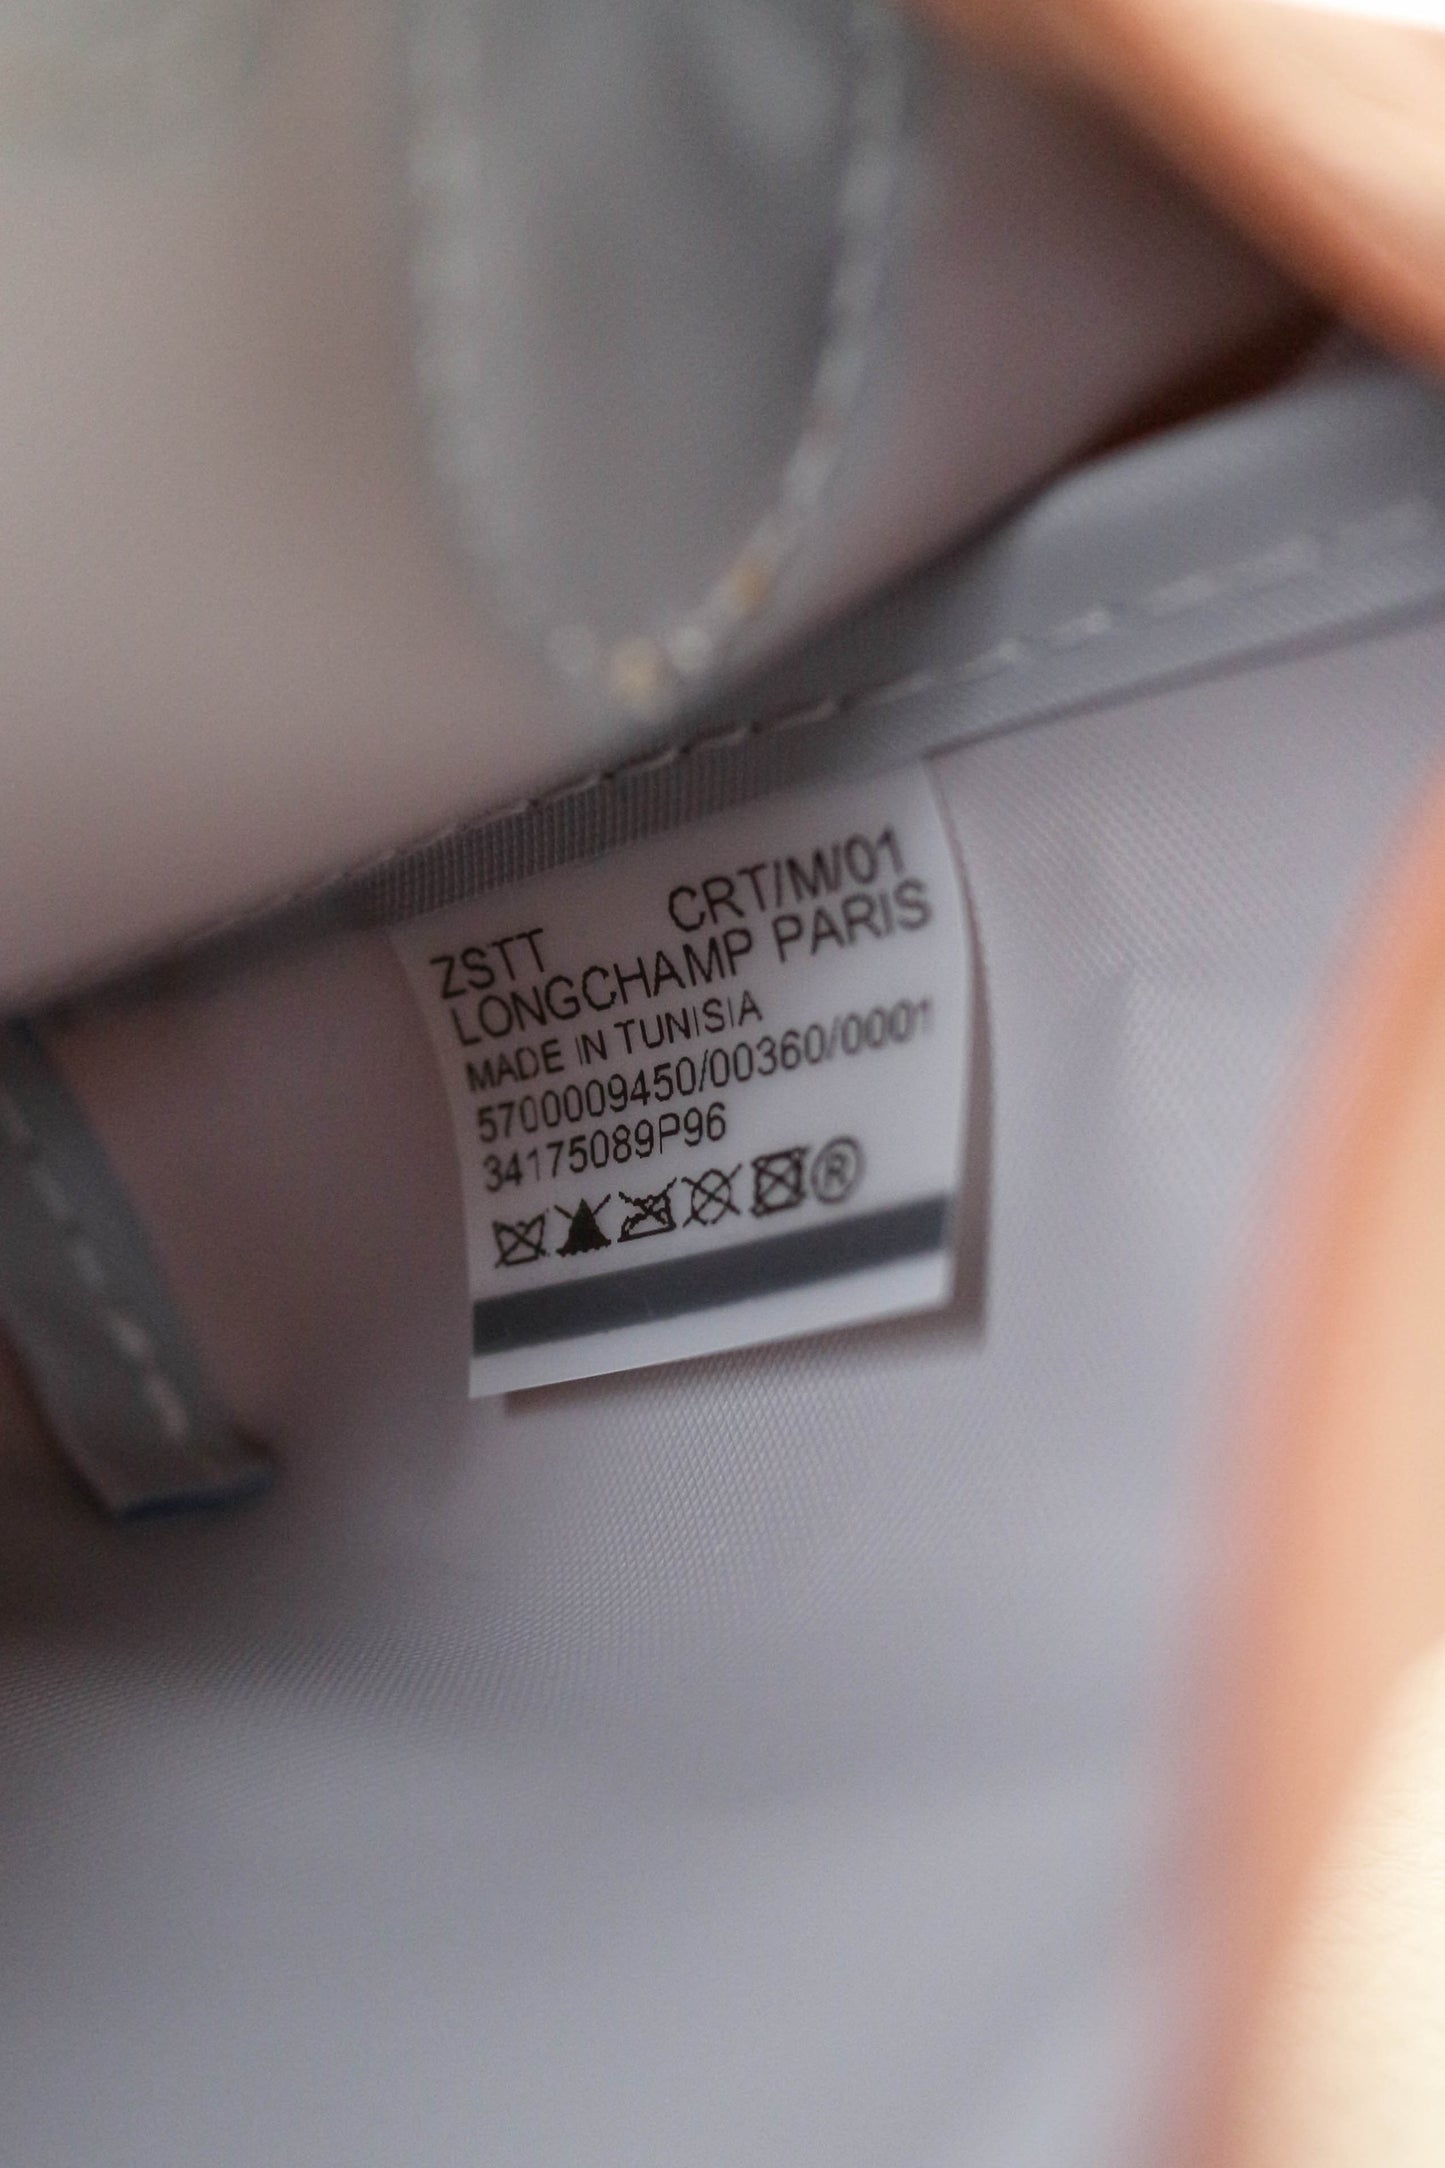 ZSTT CRT/M/01
LONGCHAMP PARIS
MADE IN TUNISIA
5700009450/00360/0001
34175089P96
®